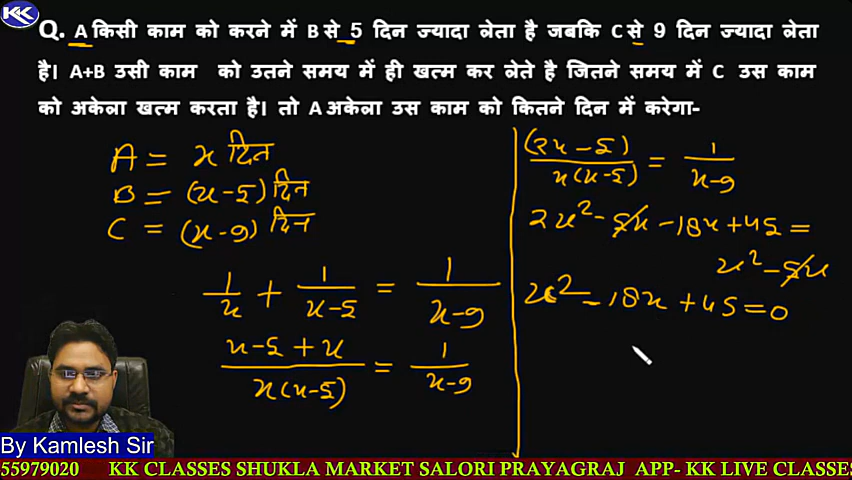 KK
Q. A किसी काम को करने में B से 5 दिन ज्यादा लेता है जबकि C से 9 दिन ज्यादा लेता
है। A+B उसी काम को उतने समय में ही खत्म कर लेते है जितने समय में C उस काम
को अकेला खत्म करता है। तो A अकेला उस काम को कितने दिन में करेगा-
A = x दिन
B = (x-5) दिन
C = (x-9) दिन
1/x + 1/(x-5) = 1/(x-9)
(x-5+x)/(x(x-5)) = 1/(x-9)
(2x-5)/(x(x-5)) = 1/(x-9)
2x² - 5x - 18x + 45 =
x² - 5x
x² - 18x + 45 = 0
By Kamlesh Sir
55979020 KK CLASSES SHUKLA MARKET SALORI PRAYAGRAJ APP- KK LIVE CLASSES